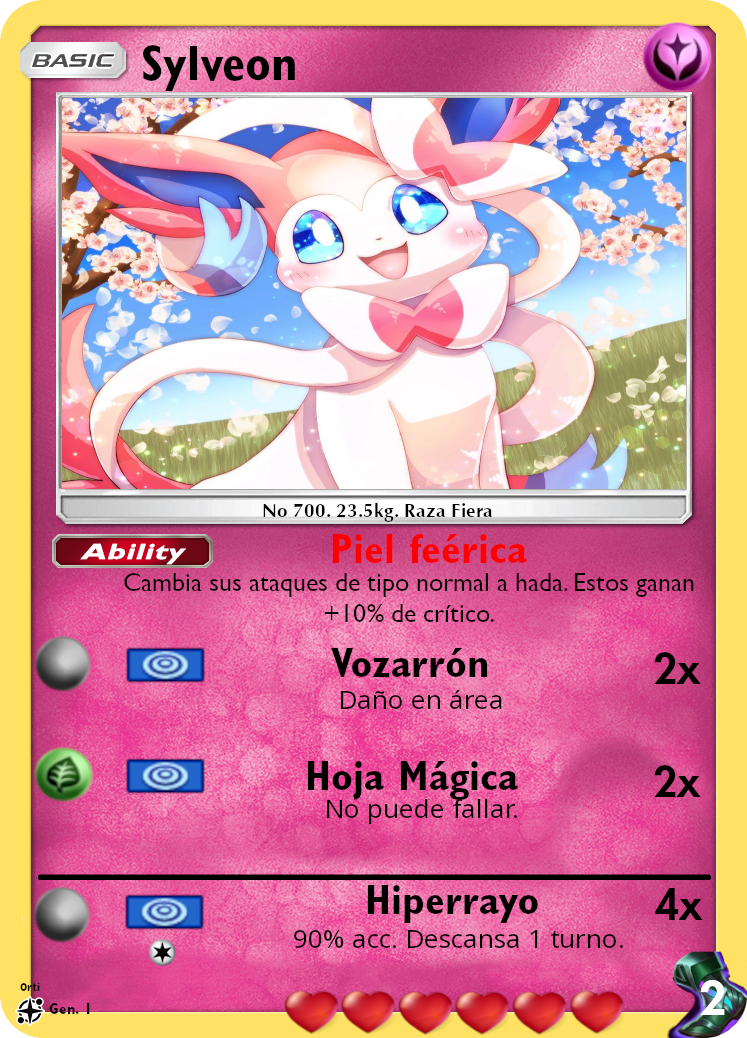 BASIC Sylveon
No 700. 23.5kg. Raza Fiera
Ability Piel feérica
Cambia sus ataques de tipo normal a hada. Estos ganan
+10% de crítico.
Vozarrón 2x
Daño en área
Hoja Mágica 2x
No puede fallar.
Hiperrayo 4x
90% acc. Descansa 1 turno.
Orti
Gen. 1
2